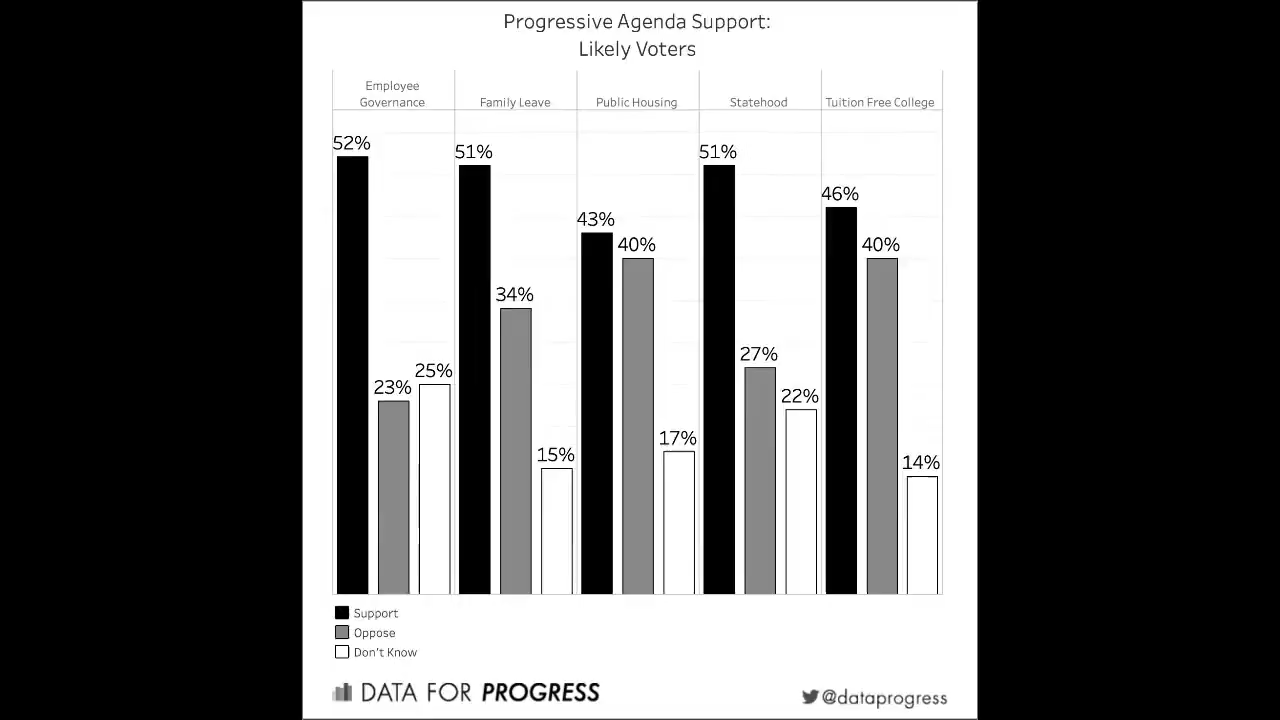 Progressive Agenda Support:
Likely Voters
Employee
Governance
Family Leave
Public Housing
Statehood
Tuition Free College
52%
23%
25%
51%
34%
15%
43%
40%
17%
51%
27%
22%
46%
40%
14%
Support
Oppose
Don't Know
DATA FOR PROGRESS
@dataprogress